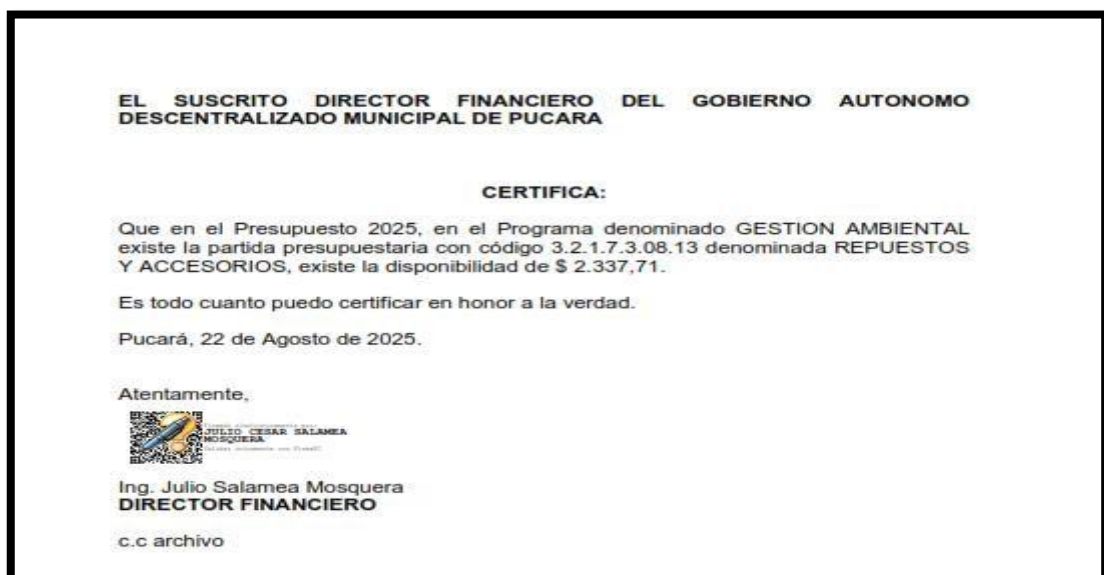 EL SUSCRITO DIRECTOR FINANCIERO DEL GOBIERNO AUTONOMO
DESCENTRALIZADO MUNICIPAL DE PUCARA
CERTIFICA:
Que en el Presupuesto 2025, en el Programa denominado GESTION AMBIENTAL
existe la partida presupuestaria con código 3.2.1.7.3.08.13 denominada REPUESTOS
Y ACCESORIOS, existe la disponibilidad de $ 2.337,71.
Es todo cuanto puedo certificar en honor a la verdad.
Pucará, 22 de Agosto de 2025.
Atentamente,
JULIO CESAR SALAMEA
MOSQUERA
Ing. Julio Salamea Mosquera
DIRECTOR FINANCIERO
c.c archivo